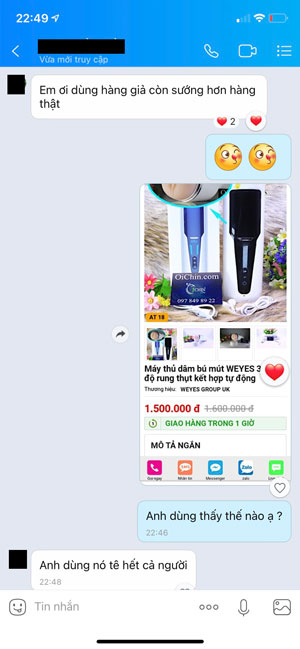 22:49
Vừa mới truy cập
Em ơi dùng hàng giả còn sướng hơn hàng
thật
2
OiChin.com
097 849 89 22
AT 18
Máy thủ dâm bú mút WEYES 3
độ rung thụt kết hợp tự động
Thương hiệu: WEYES GROUP UK
1.500.000 đ 1.600.000 đ
GIAO HÀNG TRONG 1 GIỜ
MÔ TẢ NGẮN
Gọi ngay
Nhắn tin
Messenger
Zalo
zalo
Anh dùng thấy thế nào ạ ?
22:46
Anh dùng nó tê hết cả người
22:48
Tin nhắn